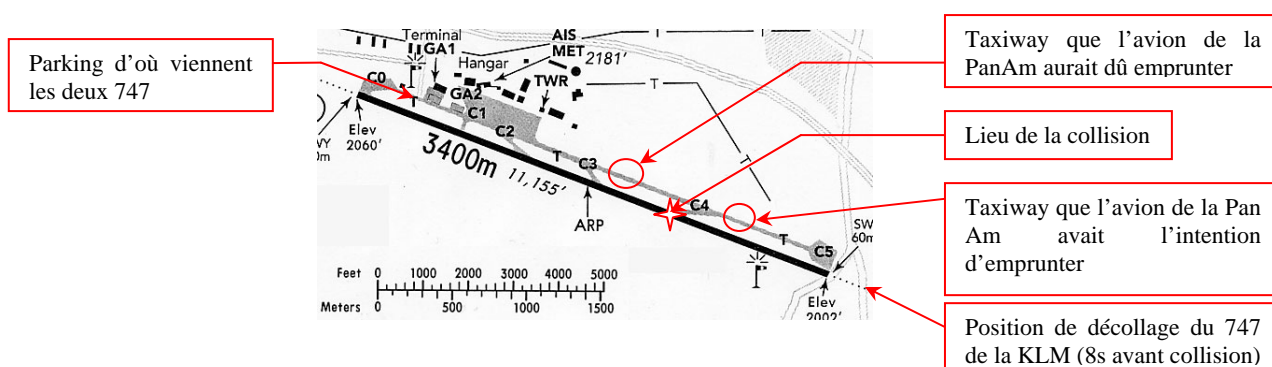 Parking d'où viennent
les deux 747
Terminal
GA1
AIS
MET
2181'
Hangar
C0
GA2
TWR
T
C1
C2
T
T
T
T
T
C3
C4
T
C5
WY
0m
Elev
2060'
3400m
11,155'
ARP
SW
60m
Elev
2002'
Feet 0 1000 2000 3000 4000 5000
Meters 0 500 1000 1500
Taxiway que l'avion de la
PanAm aurait dû emprunter
Lieu de la collision
Taxiway que l'avion de la Pan
Am avait l'intention
d'emprunter
Position de décollage du 747
de la KLM (8s avant collision)